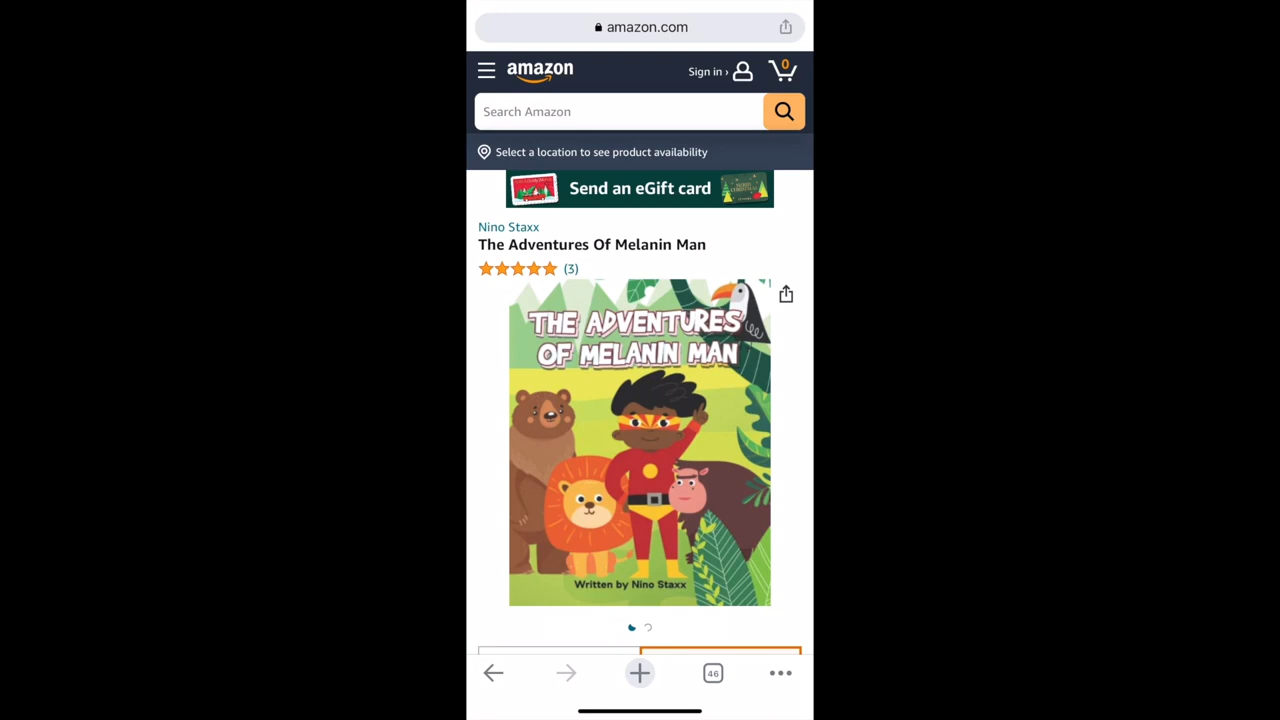 amazon.com
amazon
Sign in ›
0
Search Amazon
Select a location to see product availability
Send an eGift card
Nino Staxx
The Adventures Of Melanin Man
(3)
THE ADVENTURES
OF MELANIN MAN
Written by Nino Staxx
46